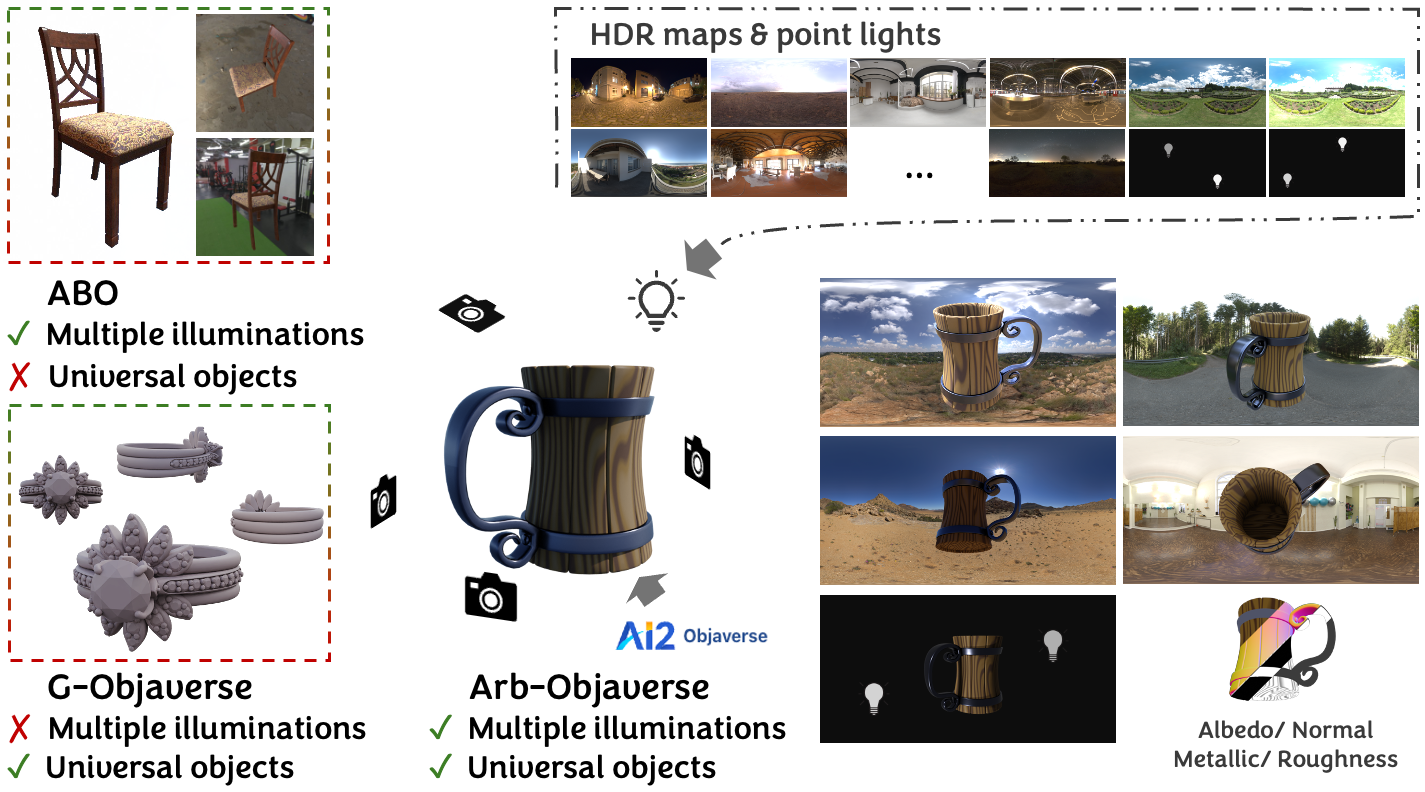 HDR maps & point lights
...
ABO
✓ Multiple illuminations
✗ Universal objects
Ai2 Objaverse
G-Objaverse
✗ Multiple illuminations
✓ Universal objects
Arb-Objaverse
✓ Multiple illuminations
✓ Universal objects
Albedo/ Normal
Metallic/ Roughness